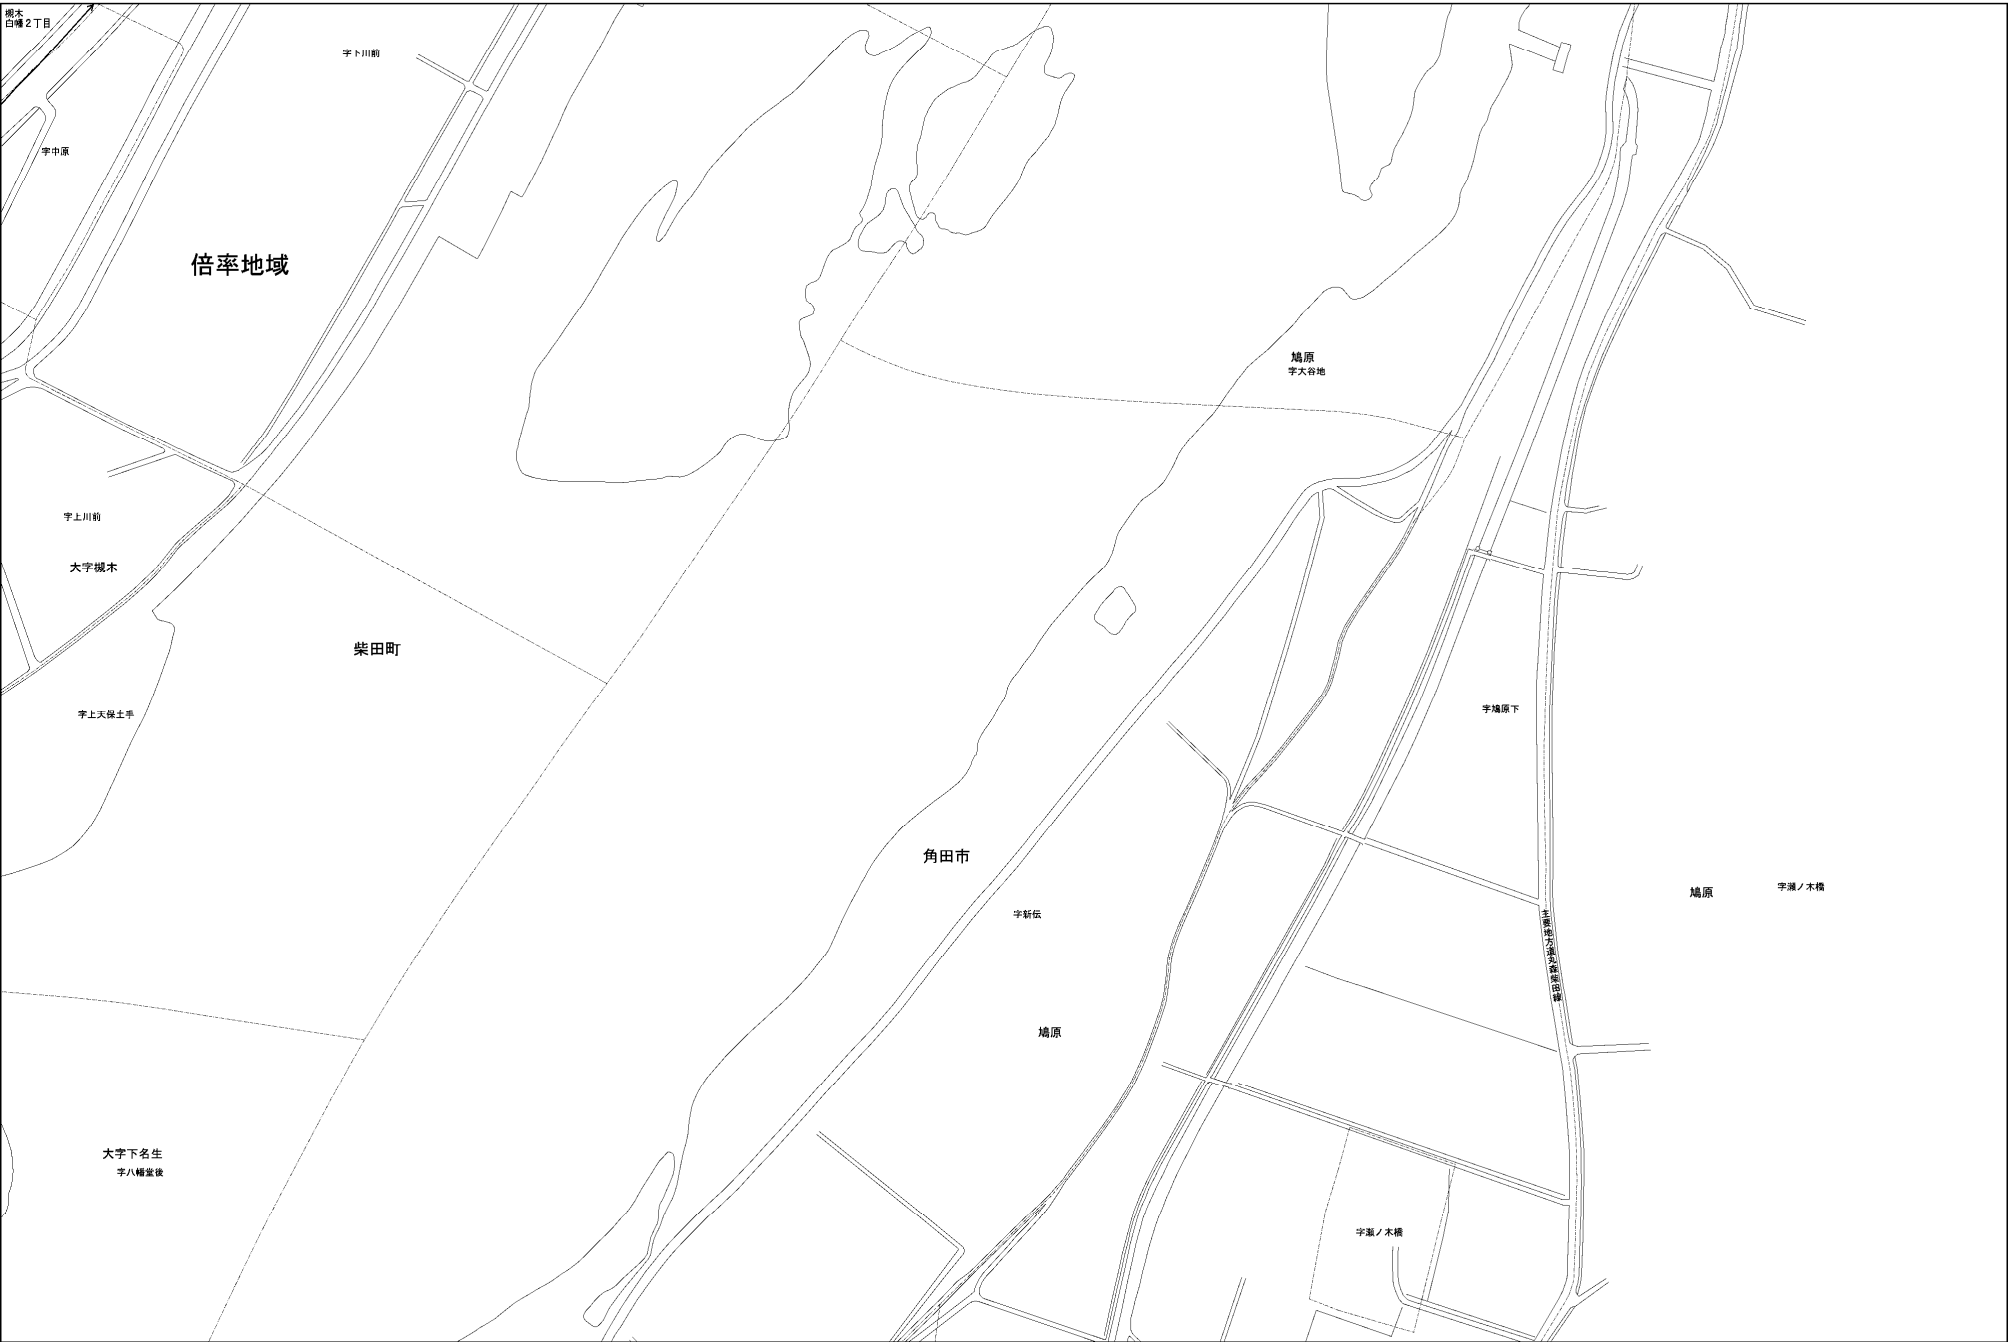 槻木
白幡２丁目
字下川前
字中原
倍率地域
鳩原
字大谷地
字上川前
大字槻木
柴田町
字上天保土手
字鳩原下
角田市
字新伝
鳩原
字瀬ノ木橋
主要地方道丸森柴田線
鳩原
大字下名生
字八幡堂後
字瀬ノ木橋